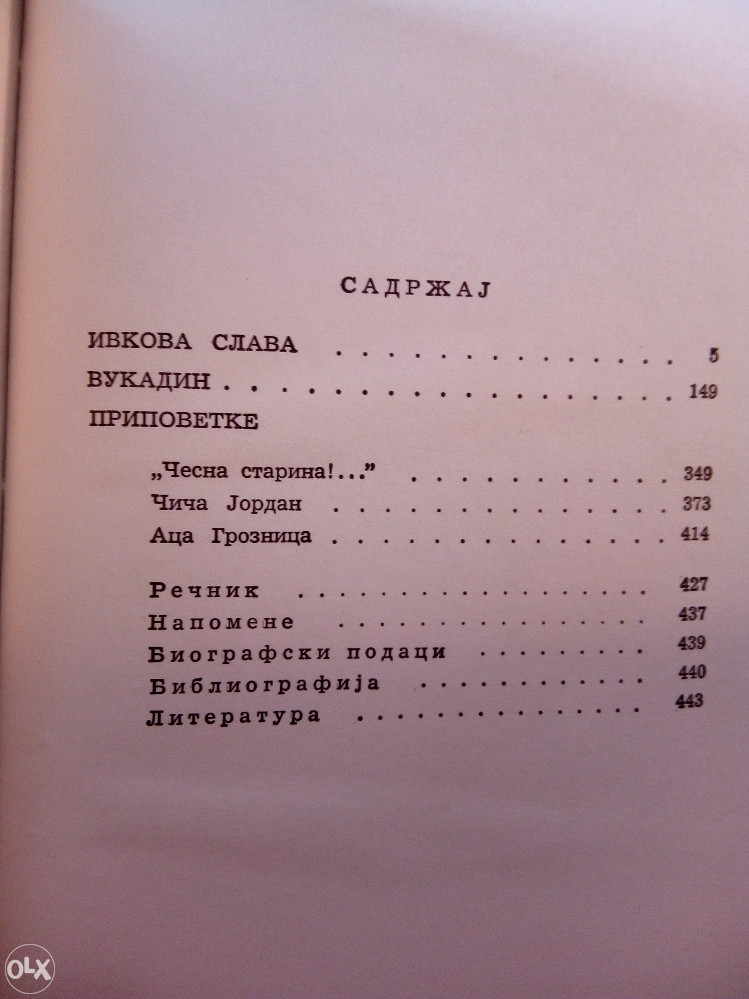 САДРЖАЈ
ИВКОВА СЛАВА . . . . . . . . . . . . . . 5
ВУКАДИН . . . . . . . . . . . . . . . . . . 149
ПРИПОВЕТКЕ
„Чесна старина!...” . . . . . . . . . . . 349
Чича Јордан . . . . . . . . . . . . . . 373
Аца Грозница . . . . . . . . . . . . . . 414
Речник . . . . . . . . . . . . . . . 427
Напомене . . . . . . . . . . . . . . 437
Биографски подаци . . . . . . . . . 439
Библиографија . . . . . . . . . . . 440
Литература . . . . . . . . . . . . . 443
OLX